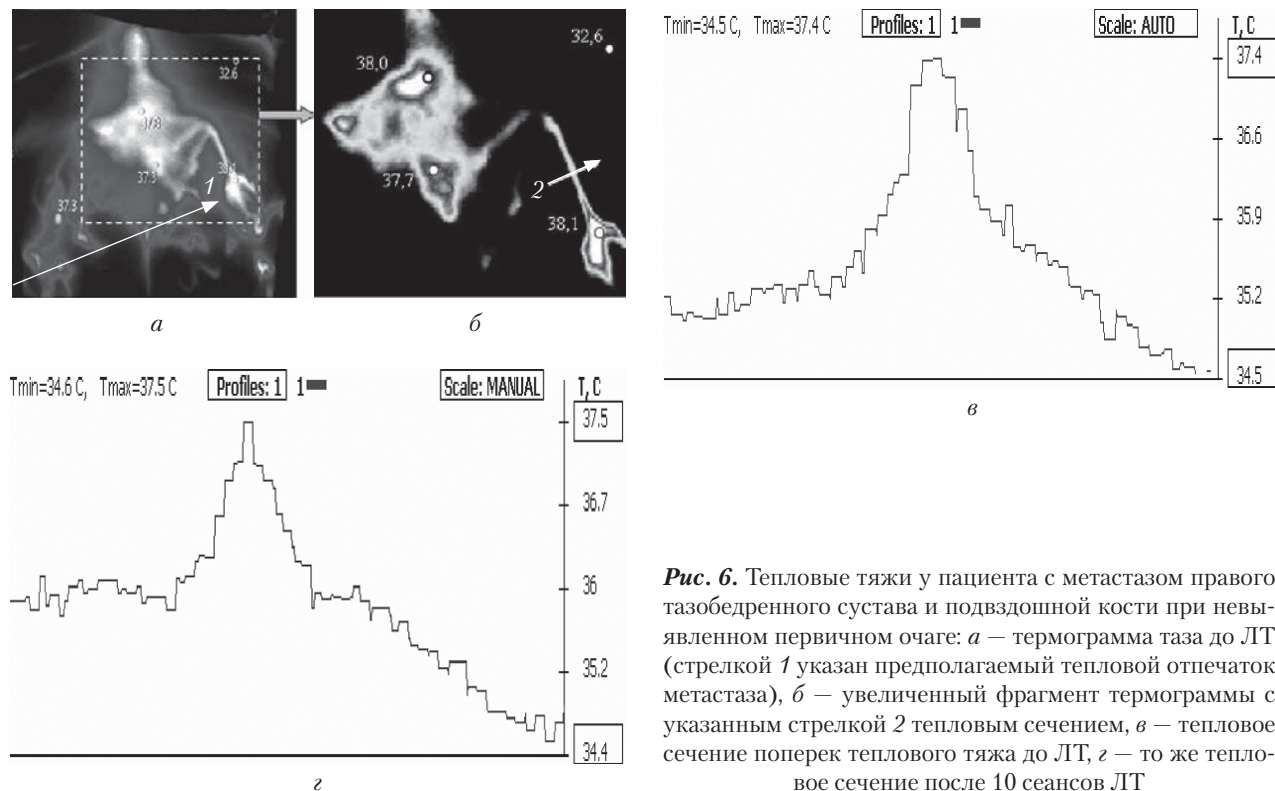 32.6
37.3
37.3
1
32,6
38,0
37,7
38,1
2
а
б
Tmin=34.5 C, Tmax=37.4 C Profiles: 1 1 Scale: AUTO T, C
37.4
36.6
35.9
35.2
34.5
в
Tmin=34.6 C, Tmax=37.5 C Profiles: 1 1 Scale: MANUAL T, C
37.5
36.7
36
35.2
34.4
г
Рис. 6. Тепловые тяжи у пациента с метастазом правого
тазобедренного сустава и подвздошной кости при невы-
явленном первичном очаге: а — термограмма таза до ЛТ
(стрелкой 1 указан предполагаемый тепловой отпечаток
метастаза), б — увеличенный фрагмент термограммы с
указанным стрелкой 2 тепловым сечением, в — тепловое
сечение поперек теплового тяжа до ЛТ, г — то же тепло-
вое сечение после 10 сеансов ЛТ